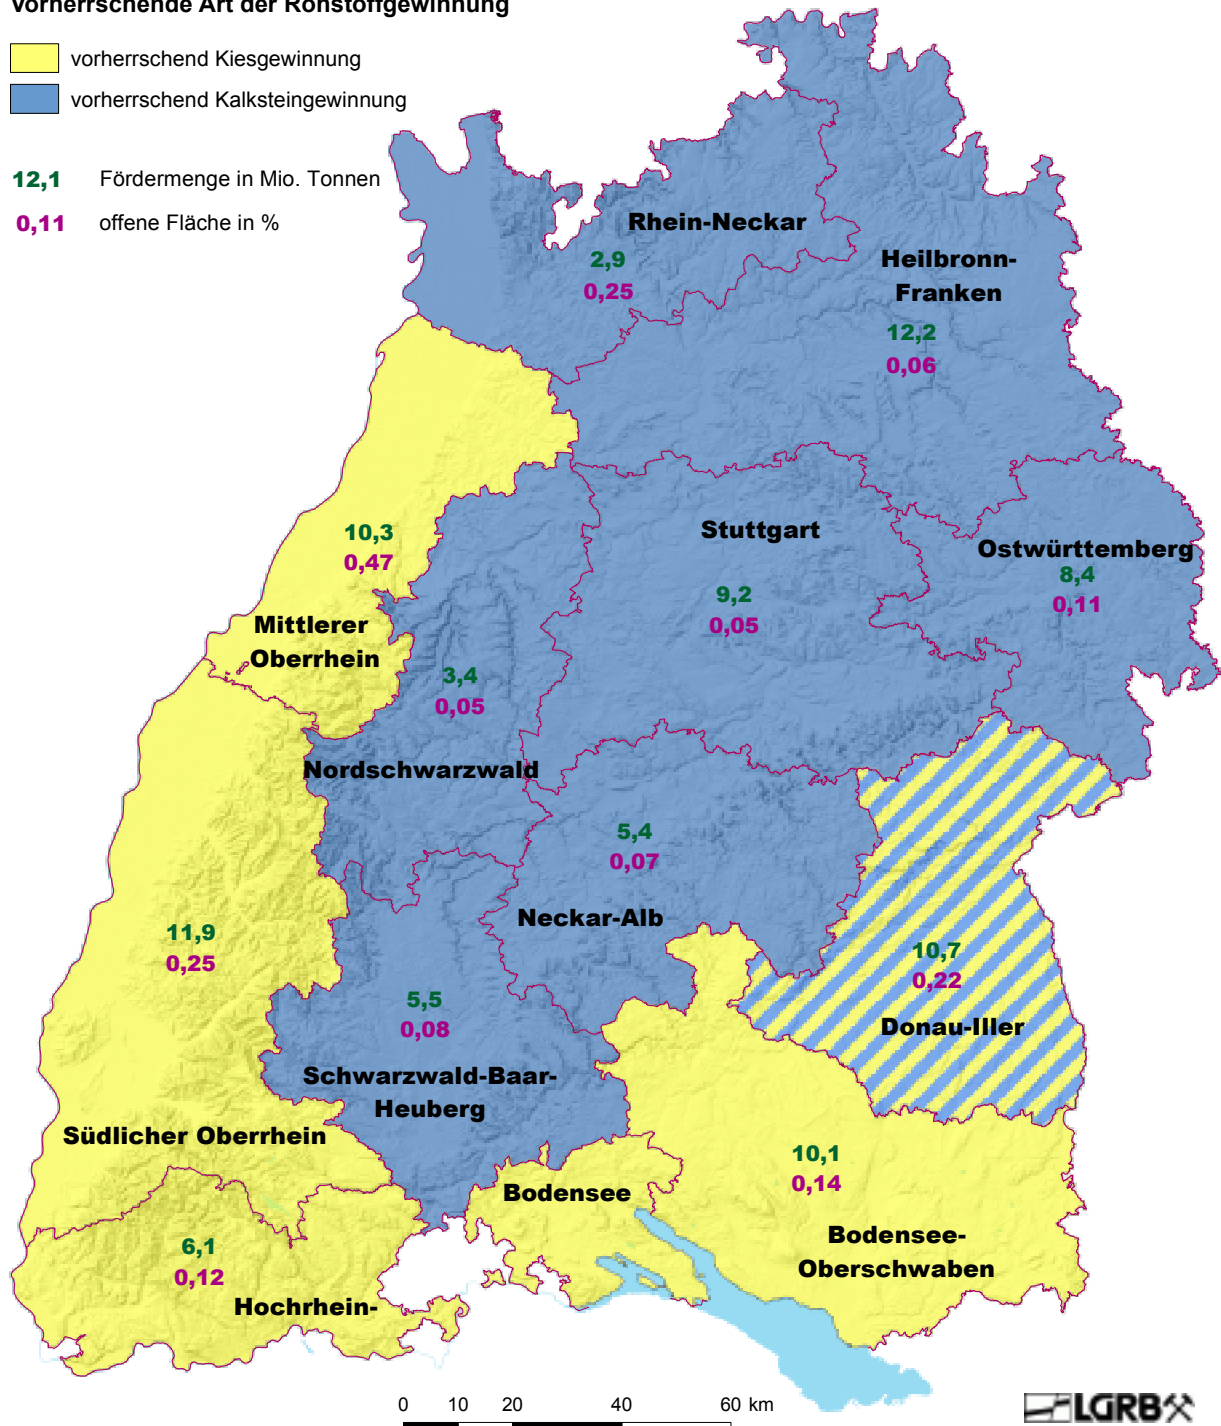 Vorherrschende Art der Rohstoffgewinnung
vorherrschend Kiesgewinnung
vorherrschend Kalksteingewinnung
12,1 Fördermenge in Mio. Tonnen
0,11 offene Fläche in %
Rhein-Neckar
2,9
0,25
Heilbronn-
Franken
12,2
0,06
10,3
0,47
Mittlerer
Oberrhein
Stuttgart
9,2
0,05
Ostwürttemberg
8,4
0,11
3,4
0,05
Nordschwarzwald
5,4
0,07
Neckar-Alb
11,9
0,25
Südlicher Oberrhein
5,5
0,08
Schwarzwald-Baar-
Heuberg
10,7
0,22
Donau-Iller
10,1
0,14
Bodensee-
Oberschwaben
Bodensee
6,1
0,12
Hochrhein-
0 10 20 40 60 km
LGRB